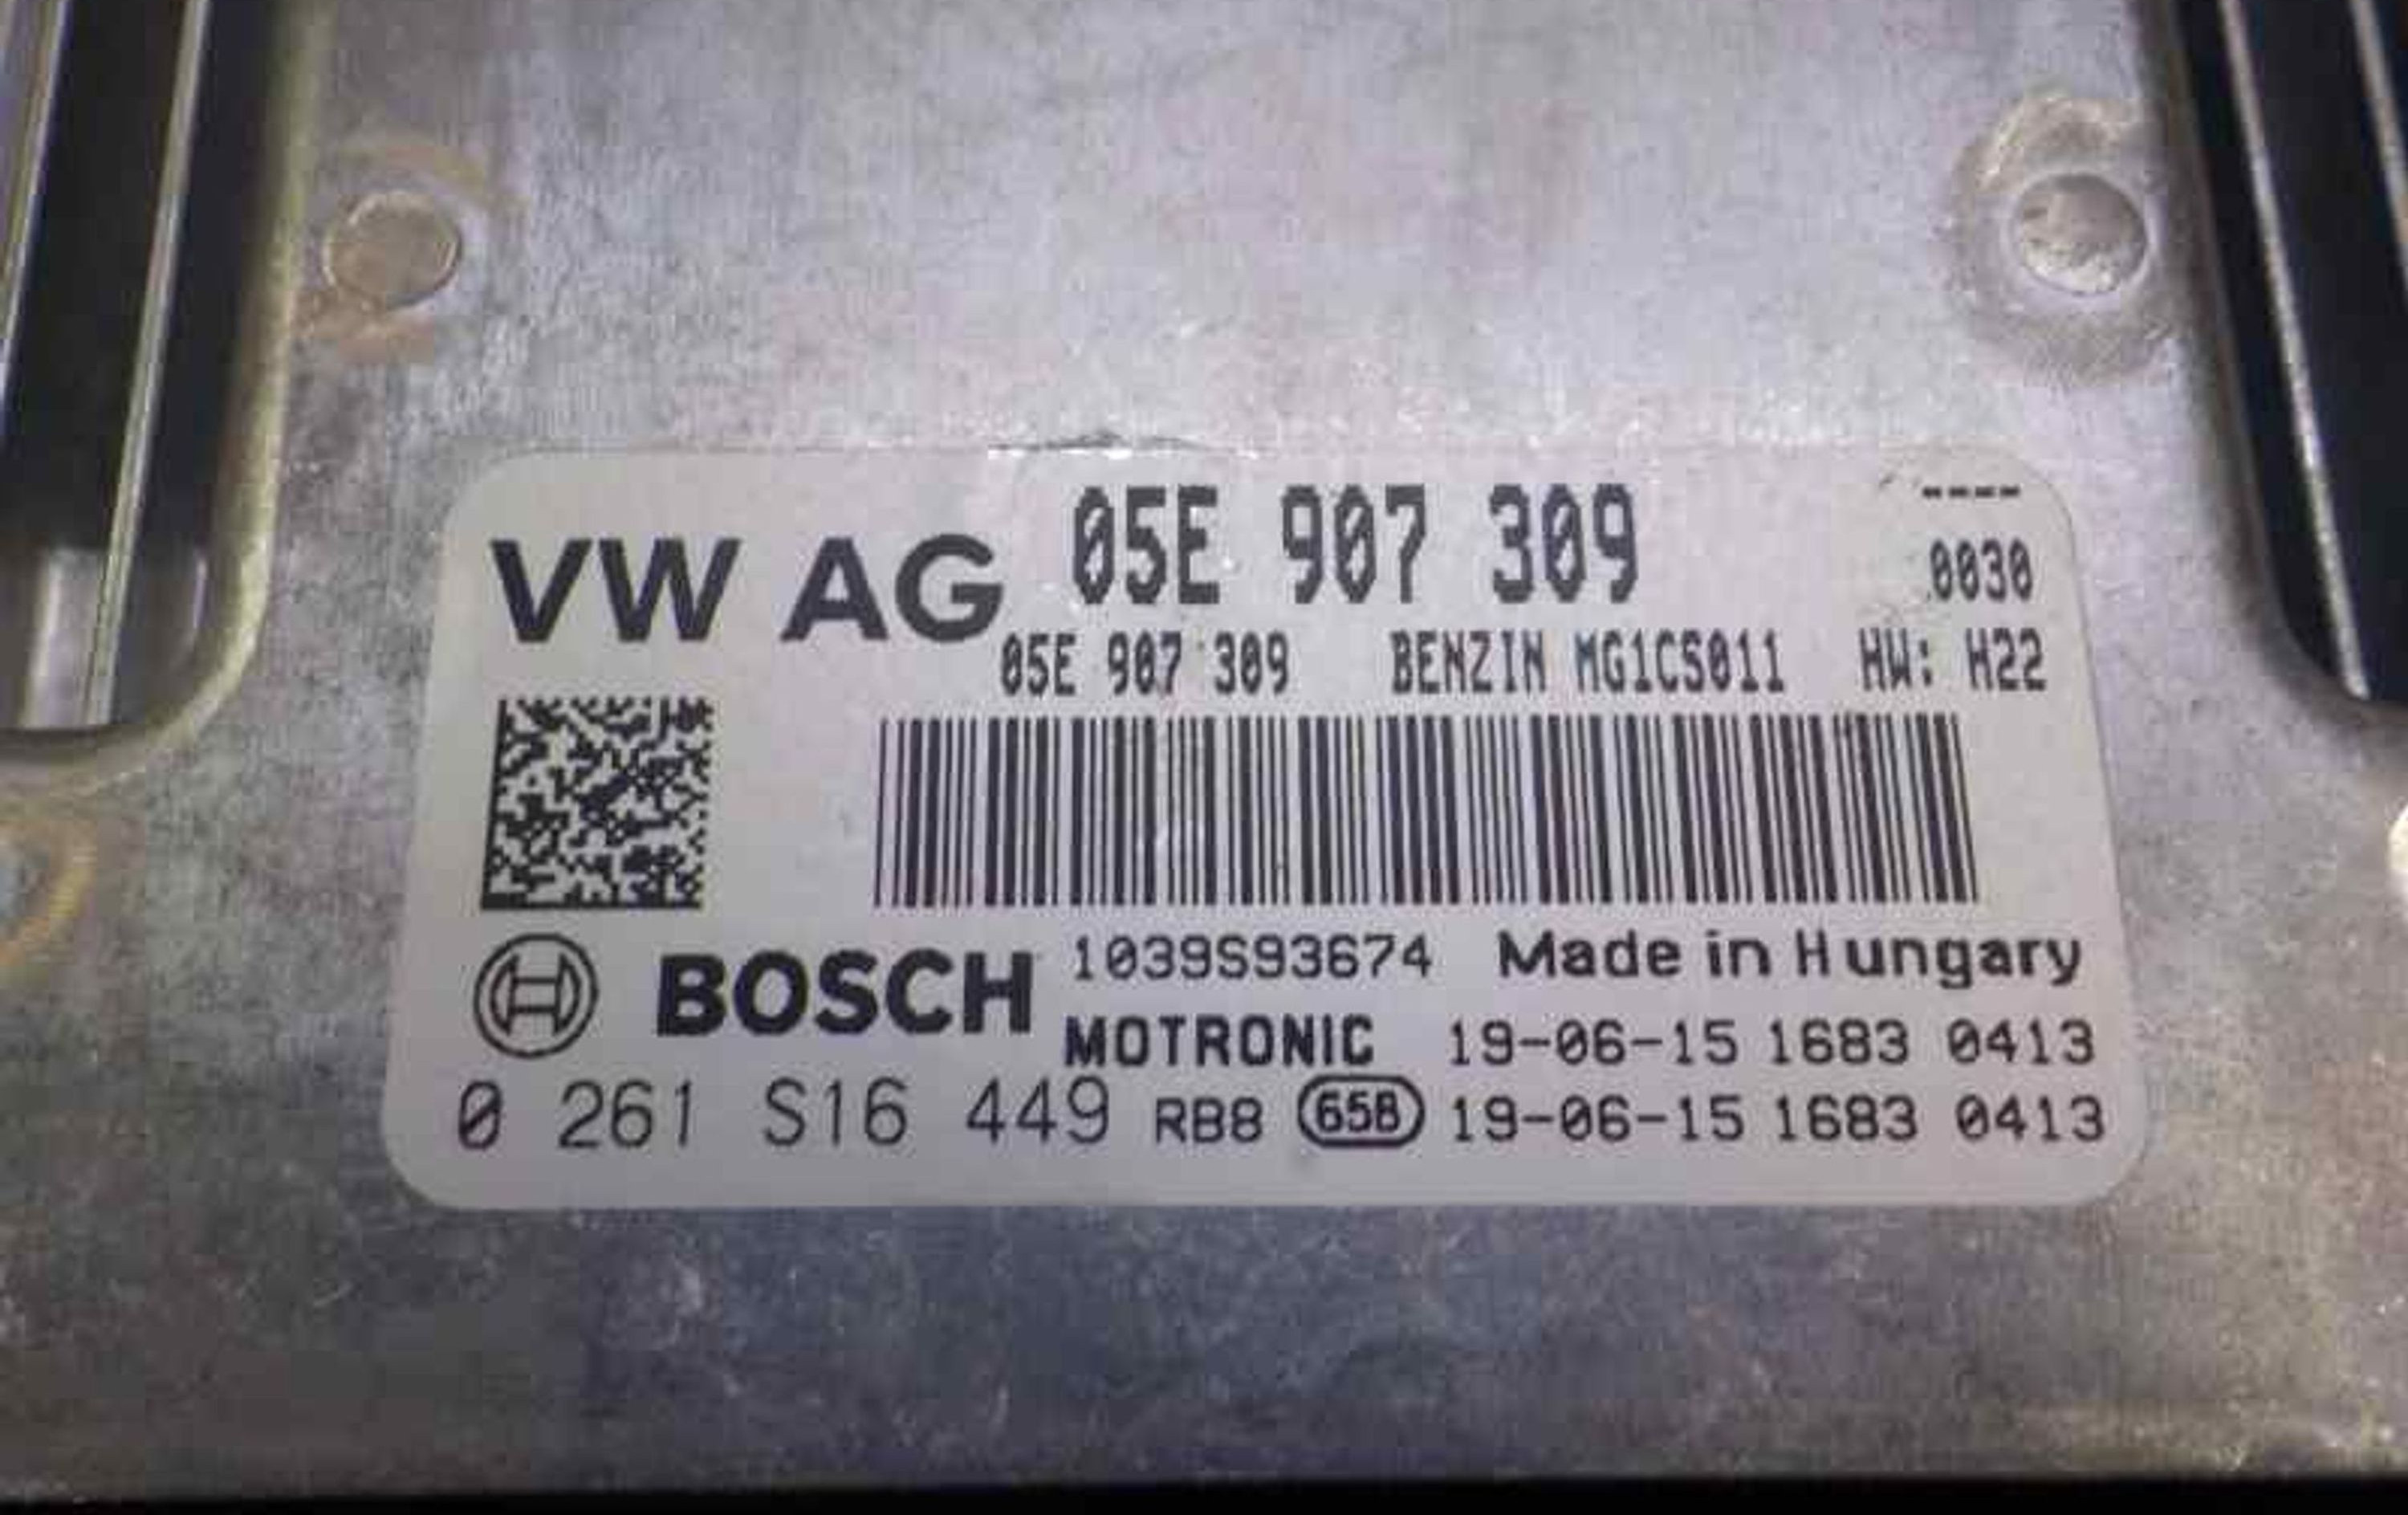 VW AG 05E 907 309 ----
0030
05E 907 309 BENZIN MG1CS011 HW: H22
BOSCH 1039S93674 Made in Hungary
MOTRONIC 19-06-15 1683 0413
0 261 S16 449 RB8 65B 19-06-15 1683 0413